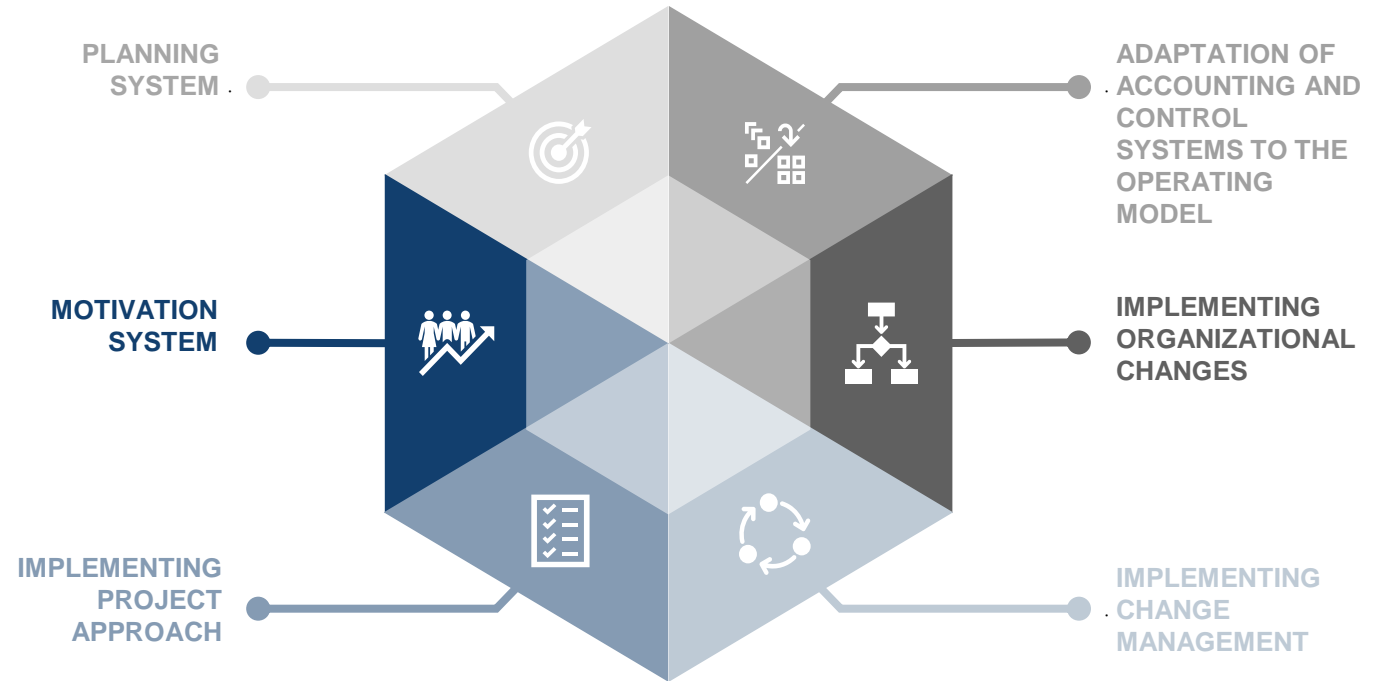 PLANNING
SYSTEM .
. ADAPTATION OF
ACCOUNTING AND
CONTROL
SYSTEMS TO THE
OPERATING
MODEL
MOTIVATION
SYSTEM
IMPLEMENTING
ORGANIZATIONAL
CHANGES
IMPLEMENTING
PROJECT
APPROACH
IMPLEMENTING
. CHANGE
MANAGEMENT